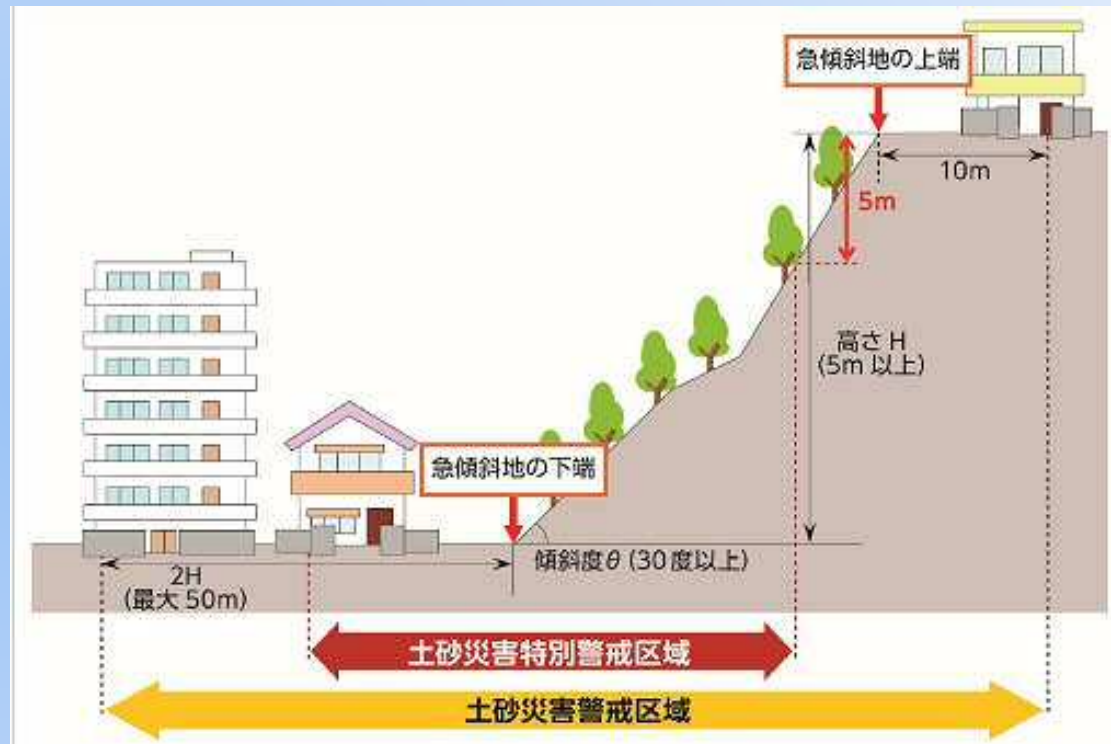 急傾斜地の上端
10m
5m
高さ H
(5m 以上)
急傾斜地の下端
傾斜度θ (30度以上)
2H
(最大 50m)
土砂災害特別警戒区域
土砂災害警戒区域